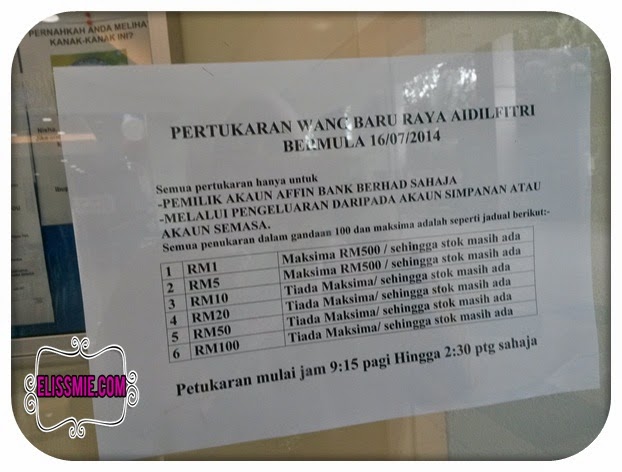 PERNAHKAH ANDA MELIHA
KANAK-KANAK INI?
PERTUKARAN WANG BARU RAYA AIDILFITRI
BERMULA 16/07/2014
Semua pertukaran hanya untuk
-PEMILIK AKAUN AFFIN BANK BERHAD SAHAJA
-MELALUI PENGELUARAN DARIPADA AKAUN SIMPANAN ATAU
AKAUN SEMASA.
Semua penukaran dalam gandaan 100 dan maksima adalah seperti jadual berikut:-
1 RM1 Maksima RM500 / sehingga stok masih ada
2 RM5 Maksima RM500 / sehingga stok masih ada
3 RM10 Tiada Maksima/ sehingga stok masih ada
4 RM20 Tiada Maksima/ sehingga stok masih ada
5 RM50 Tiada Maksima/ sehingga stok masih ada
6 RM100 Tiada Maksima/ sehingga stok masih ada
Petukaran mulai jam 9:15 pagi Hingga 2:30 ptg sahaja
ELISSMIE.COM